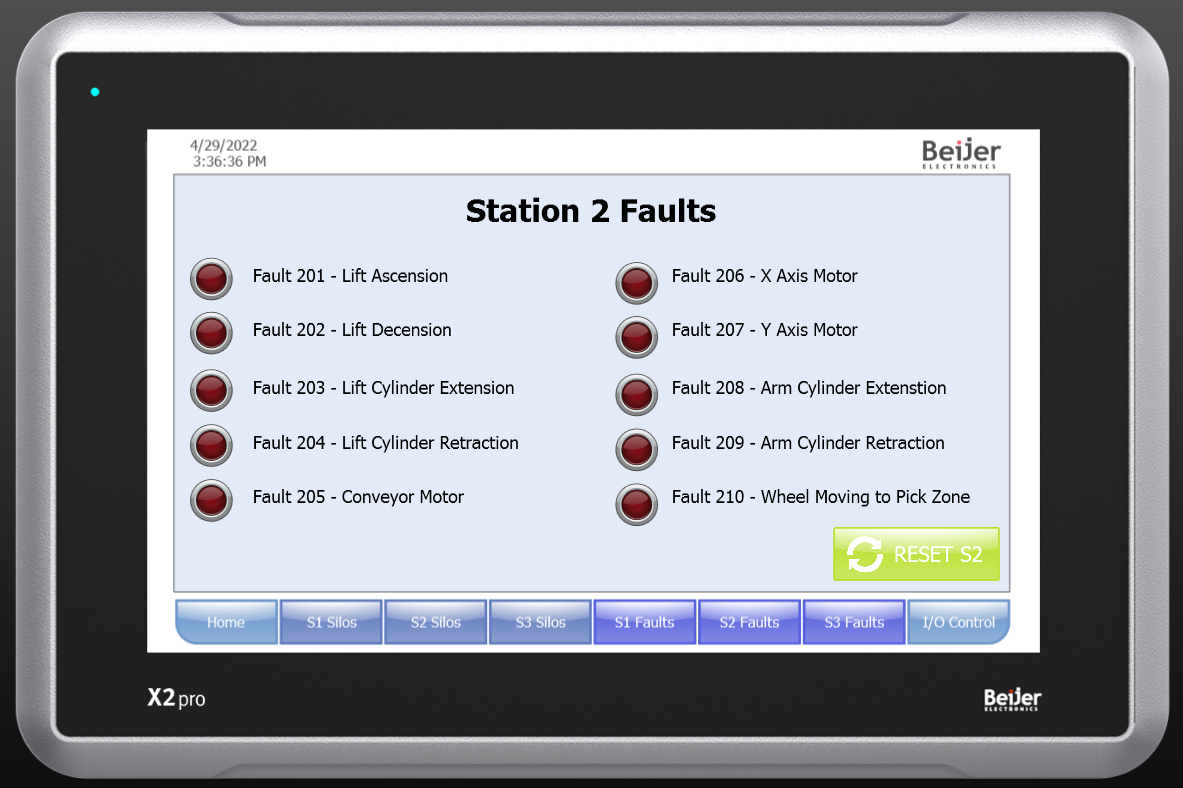 4/29/2022
3:36:36 PM
Beijer
ELECTRONICS
Station 2 Faults
Fault 201 - Lift Ascension
Fault 206 - X Axis Motor
Fault 202 - Lift Decension
Fault 207 - Y Axis Motor
Fault 203 - Lift Cylinder Extension
Fault 208 - Arm Cylinder Extenstion
Fault 204 - Lift Cylinder Retraction
Fault 209 - Arm Cylinder Retraction
Fault 205 - Conveyor Motor
Fault 210 - Wheel Moving to Pick Zone
RESET S2
Home
S1 Silos
S2 Silos
S3 Silos
S1 Faults
S2 Faults
S3 Faults
I/O Control
X2 pro
Beijer
ELECTRONICS